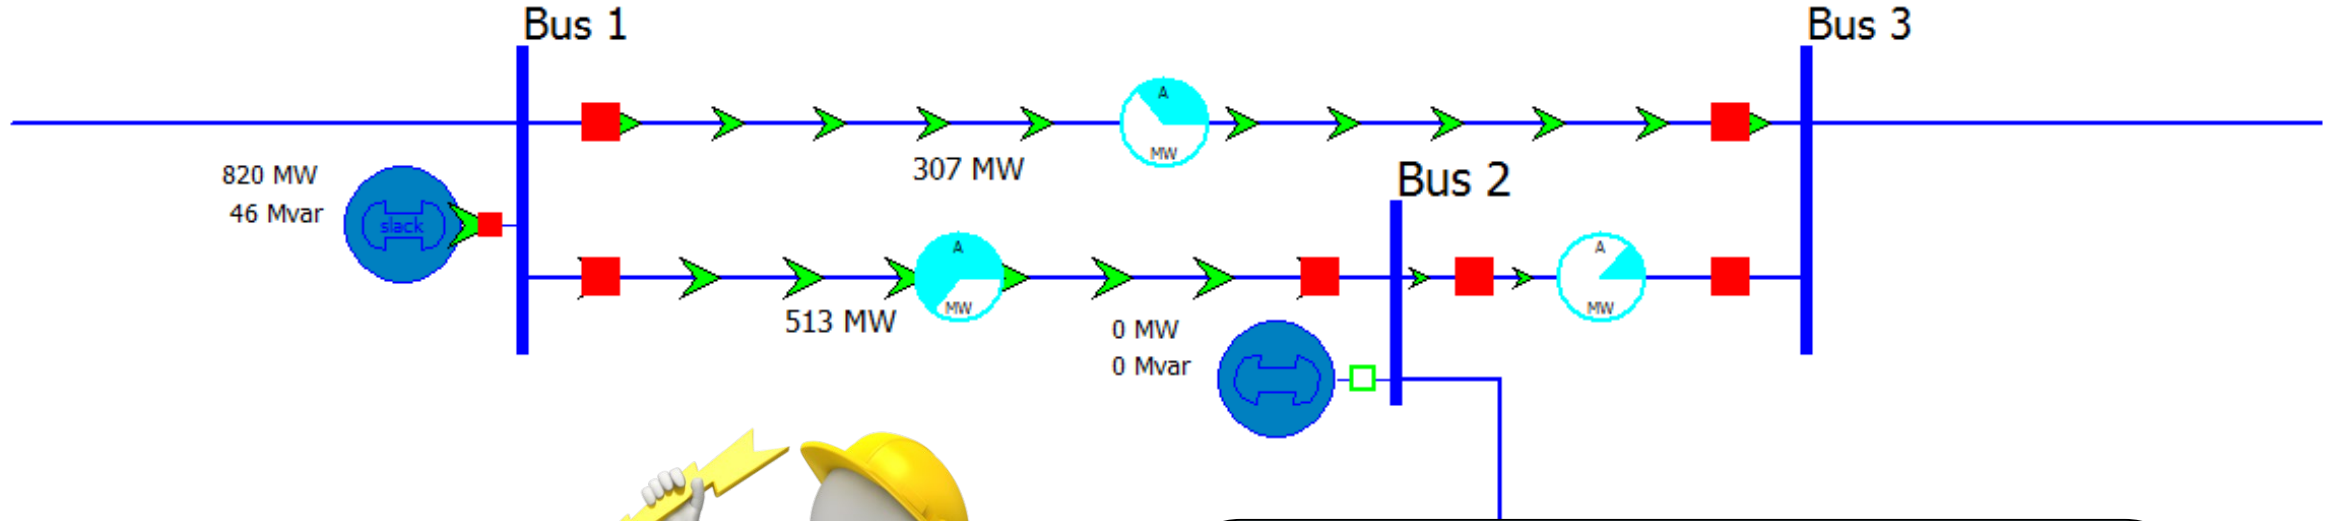 Bus 1
Bus 3
A
MW
307 MW
820 MW
46 Mvar
slack
Bus 2
A
MW
513 MW
A
MW
0 MW
0 Mvar